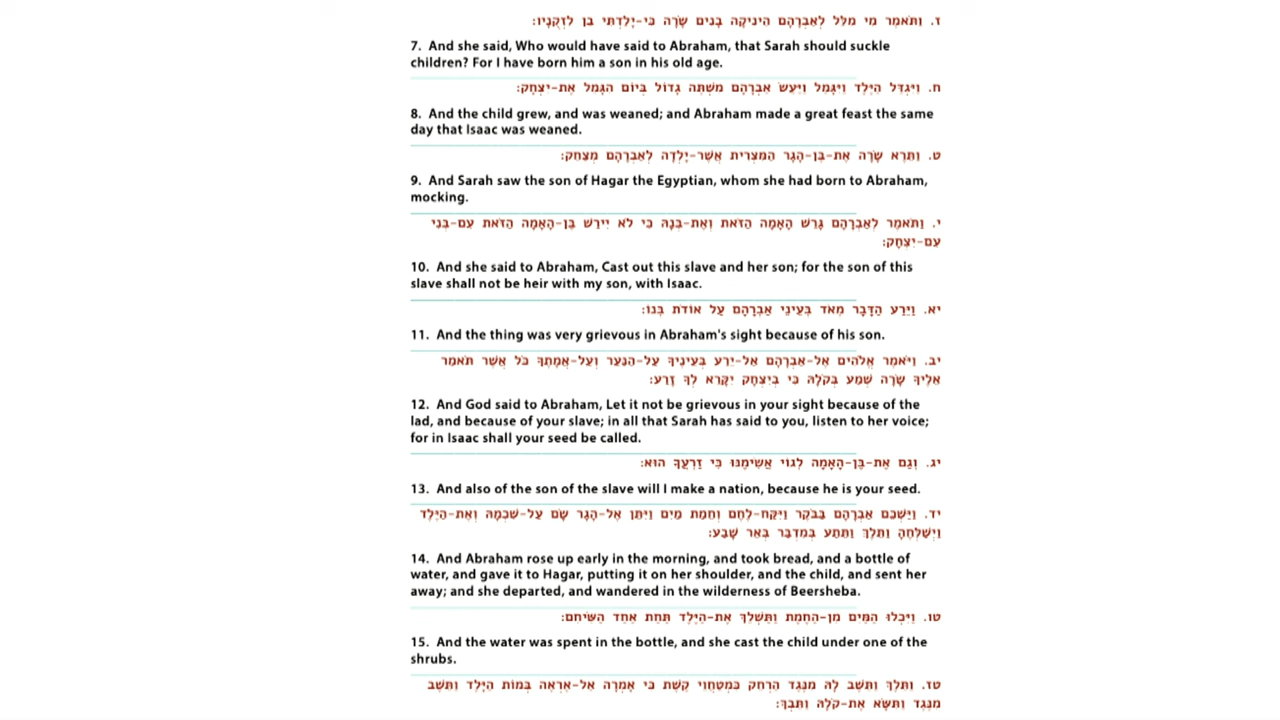 ז. וַתֹּאמֶר מִי מִלֵּל לְאַבְרָהָם הֵינִיקָה בָנִים שָׂרָה כִּי-יָלַדְתִּי בֵן לִזְקֻנָיו:
7. And she said, Who would have said to Abraham, that Sarah should suckle
children? For I have born him a son in his old age.
ח. וַיִּגְדַּל הַיֶּלֶד וַיִּגָּמַל וַיַּעַשׂ אַבְרָהָם מִשְׁתֶּה גָדוֹל בְּיוֹם הִגָּמֵל אֶת-יִצְחָק:
8. And the child grew, and was weaned; and Abraham made a great feast the same
day that Isaac was weaned.
ט. וַתֵּרֶא שָׂרָה אֶת-בֶּן-הָגָר הַמִּצְרִית אֲשֶׁר-יָלְדָה לְאַבְרָהָם מְצַחֵק:
9. And Sarah saw the son of Hagar the Egyptian, whom she had born to Abraham,
mocking.
י. וַתֹּאמֶר לְאַבְרָהָם גָּרֵשׁ הָאָמָה הַזֹּאת וְאֶת-בְּנָהּ כִּי לֹא יִירַשׁ בֶּן-הָאָמָה הַזֹּאת עִם-בְּנִי
עִם-יִצְחָק:
10. And she said to Abraham, Cast out this slave and her son; for the son of this
slave shall not be heir with my son, with Isaac.
יא. וַיֵּרַע הַדָּבָר מְאֹד בְּעֵינֵי אַבְרָהָם עַל אוֹדֹת בְּנוֹ:
11. And the thing was very grievous in Abraham's sight because of his son.
יב. וַיֹּאמֶר אֱלֹהִים אֶל-אַבְרָהָם אַל-יֵרַע בְּעֵינֶיךָ עַל-הַנַּעַר וְעַל-אֲמָתֶךָ כֹּל אֲשֶׁר תֹּאמַר
אֵלֶיךָ שָׂרָה שְׁמַע בְּקֹלָהּ כִּי בְיִצְחָק יִקָּרֵא לְךָ זָרַע:
12. And God said to Abraham, Let it not be grievous in your sight because of the
lad, and because of your slave; in all that Sarah has said to you, listen to her voice;
for in Isaac shall your seed be called.
יג. וְגַם אֶת-בֶּן-הָאָמָה לְגוֹי אֲשִׂימֶנּוּ כִּי זַרְעֲךָ הוּא:
13. And also of the son of the slave will I make a nation, because he is your seed.
יד. וַיַּשְׁכֵּם אַבְרָהָם בַּבֹּקֶר וַיִּקַּח-לֶחֶם וְחֵמַת מַיִם וַיִּתֵּן אֶל-הָגָר שָׂם עַל-שִׁכְמָהּ וְאֶת-הַיֶּלֶד
וַיְשַׁלְּחֶהָ וַתֵּלֶךְ וַתֵּתַע בְּמִדְבַּר בְּאֵר שָׁבַע:
14. And Abraham rose up early in the morning, and took bread, and a bottle of
water, and gave it to Hagar, putting it on her shoulder, and the child, and sent her
away; and she departed, and wandered in the wilderness of Beersheba.
טו. וַיִּכְלוּ הַמַּיִם מִן-הַחֵמֶת וַתַּשְׁלֵךְ אֶת-הַיֶּלֶד תַּחַת אַחַד הַשִּׂיחִם:
15. And the water was spent in the bottle, and she cast the child under one of the
shrubs.
טז. וַתֵּלֶךְ וַתֵּשֶׁב לָהּ מִנֶּגֶד הַרְחֵק כִּמְטַחֲוֵי קֶשֶׁת כִּי אָמְרָה אַל-אֶרְאֶה בְּמוֹת הַיָּלֶד וַתֵּשֶׁב
מִנֶּגֶד וַתִּשָּׂא אֶת-קֹלָהּ וַתֵּבְךְּ: